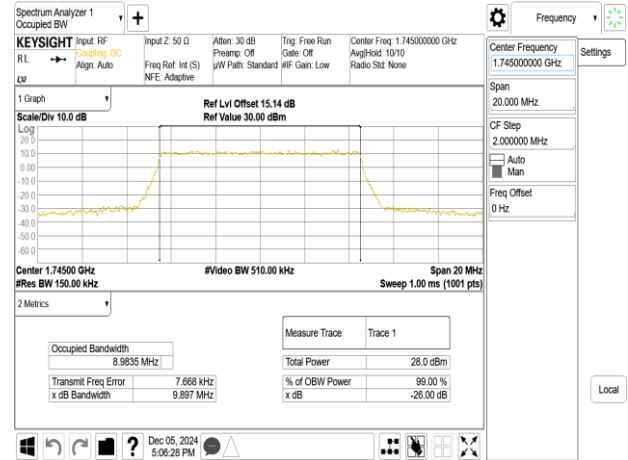 Spectrum Analyzer 1
Occupied BW
Frequency
KEYSIGHT
RL
LXI
Input: RF
Coupling: DC
Align: Auto
Input Z: 50 Ω
Freq Ref: Int (S)
NFE: Adaptive
Atten: 30 dB
Preamp: Off
µW Path: Standard
Trig: Free Run
Gate: Off
#IF Gain: Low
Center Freq: 1.745000000 GHz
Avg|Hold: 10/10
Radio Std: None
Center Frequency
1.745000000 GHz
Settings
Span
20.000 MHz
CF Step
2.000000 MHz
Auto
Man
Freq Offset
0 Hz
Local
1 Graph
Scale/Div 10.0 dB
Ref Lvl Offset 15.14 dB
Ref Value 30.00 dBm
Log
20.0
10.0
0.00
-10.0
-20.0
-30.0
-40.0
-50.0
-60.0
Center 1.74500 GHz
#Video BW 510.00 kHz
Span 20 MHz
#Res BW 150.00 kHz
Sweep 1.00 ms (1001 pts)
2 Metrics
Measure Trace Trace 1
Occupied Bandwidth
8.9835 MHz
Total Power 28.0 dBm
Transmit Freq Error 7.668 kHz
% of OBW Power 99.00 %
x dB Bandwidth 9.897 MHz
x dB -26.00 dB
?
Dec 05, 2024
5:06:28 PM